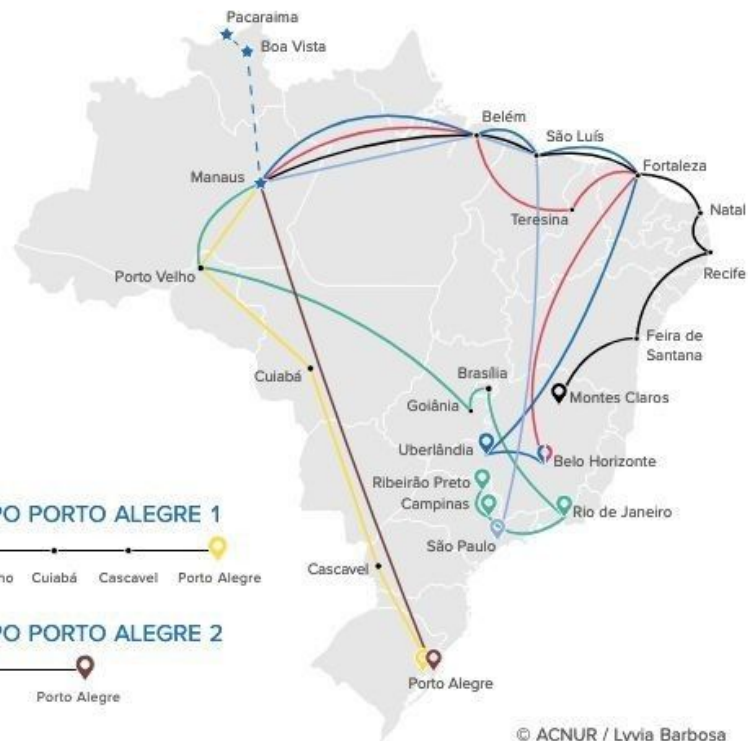 Pacaraima
Boa Vista
Belém
São Luís
Fortaleza
Manaus
Teresina
Natal
Porto Velho
Recife
Feira de
Santana
Cuiabá
Brasília
Goiânia
Montes Claros
Uberlândia
Belo Horizonte
Ribeirão Preto
Campinas
Rio de Janeiro
São Paulo
PO PORTO ALEGRE 1
ho Cuiabá Cascavel Porto Alegre
Cascavel
PO PORTO ALEGRE 2
Porto Alegre
Porto Alegre
© ACNUR / Lyvia Barbosa